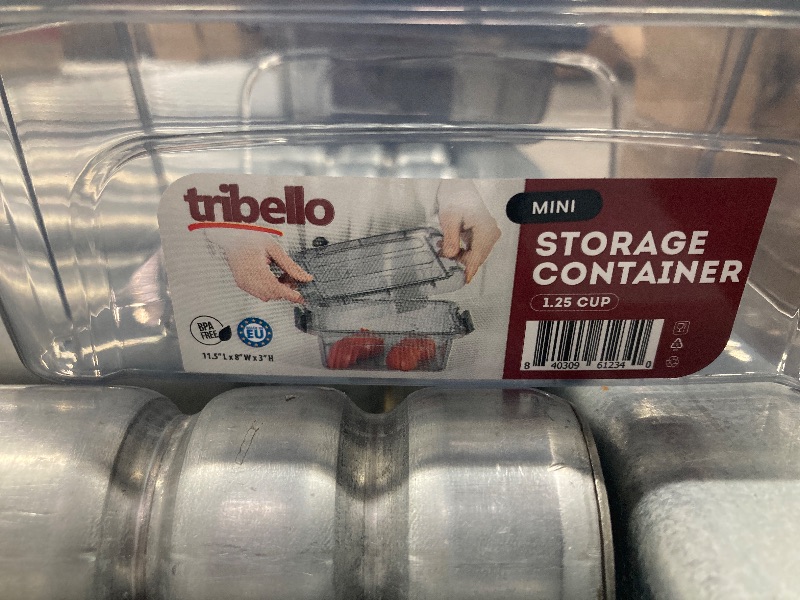 tribello
MINI
STORAGE
CONTAINER
1.25 CUP
BPA
FREE
EU
11.5"L x 8"W x 3"H
8 40309 61234 0